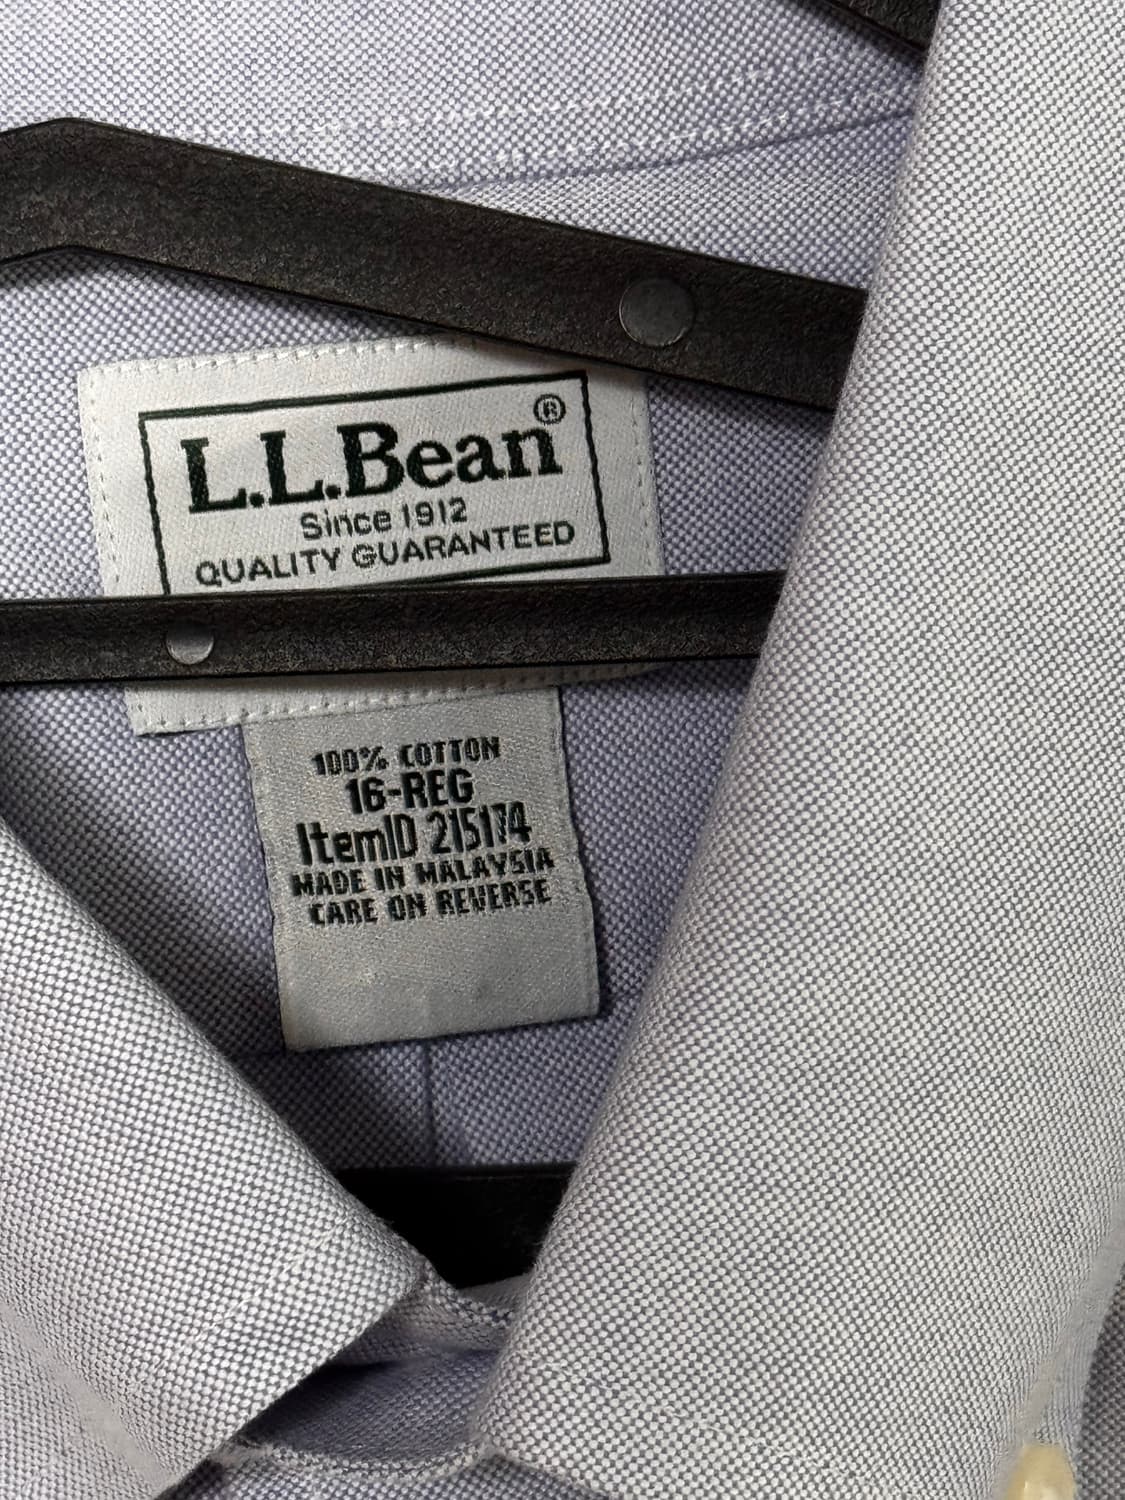 L.L.Bean®
Since 1912
QUALITY GUARANTEED
100% COTTON
16-REG
ItemID 215174
MADE IN MALAYSIA
CARE ON REVERSE